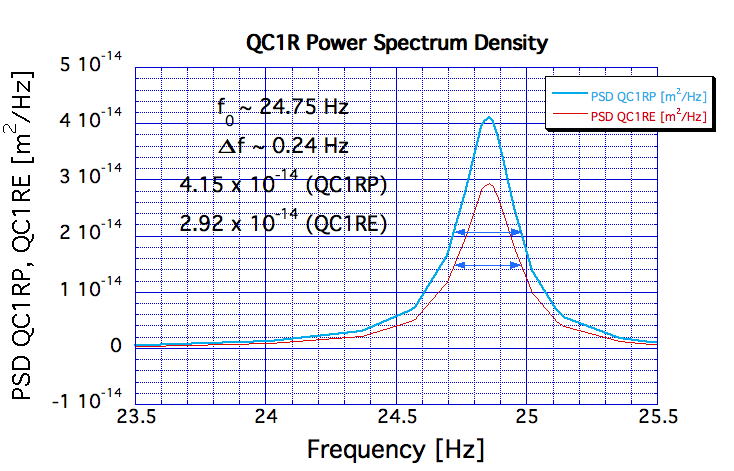 QC1R Power Spectrum Density
5 10⁻¹⁴
4 10⁻¹⁴
3 10⁻¹⁴
2 10⁻¹⁴
1 10⁻¹⁴
0
-1 10⁻¹⁴
PSD QC1RP, QC1RE [m²/Hz]
f₀ ~ 24.75 Hz
Δf ~ 0.24 Hz
4.15 x 10⁻¹⁴ (QC1RP)
2.92 x 10⁻¹⁴ (QC1RE)
PSD QC1RP [m²/Hz]
PSD QC1RE [m²/Hz]
23.5 24 24.5 25 25.5
Frequency [Hz]